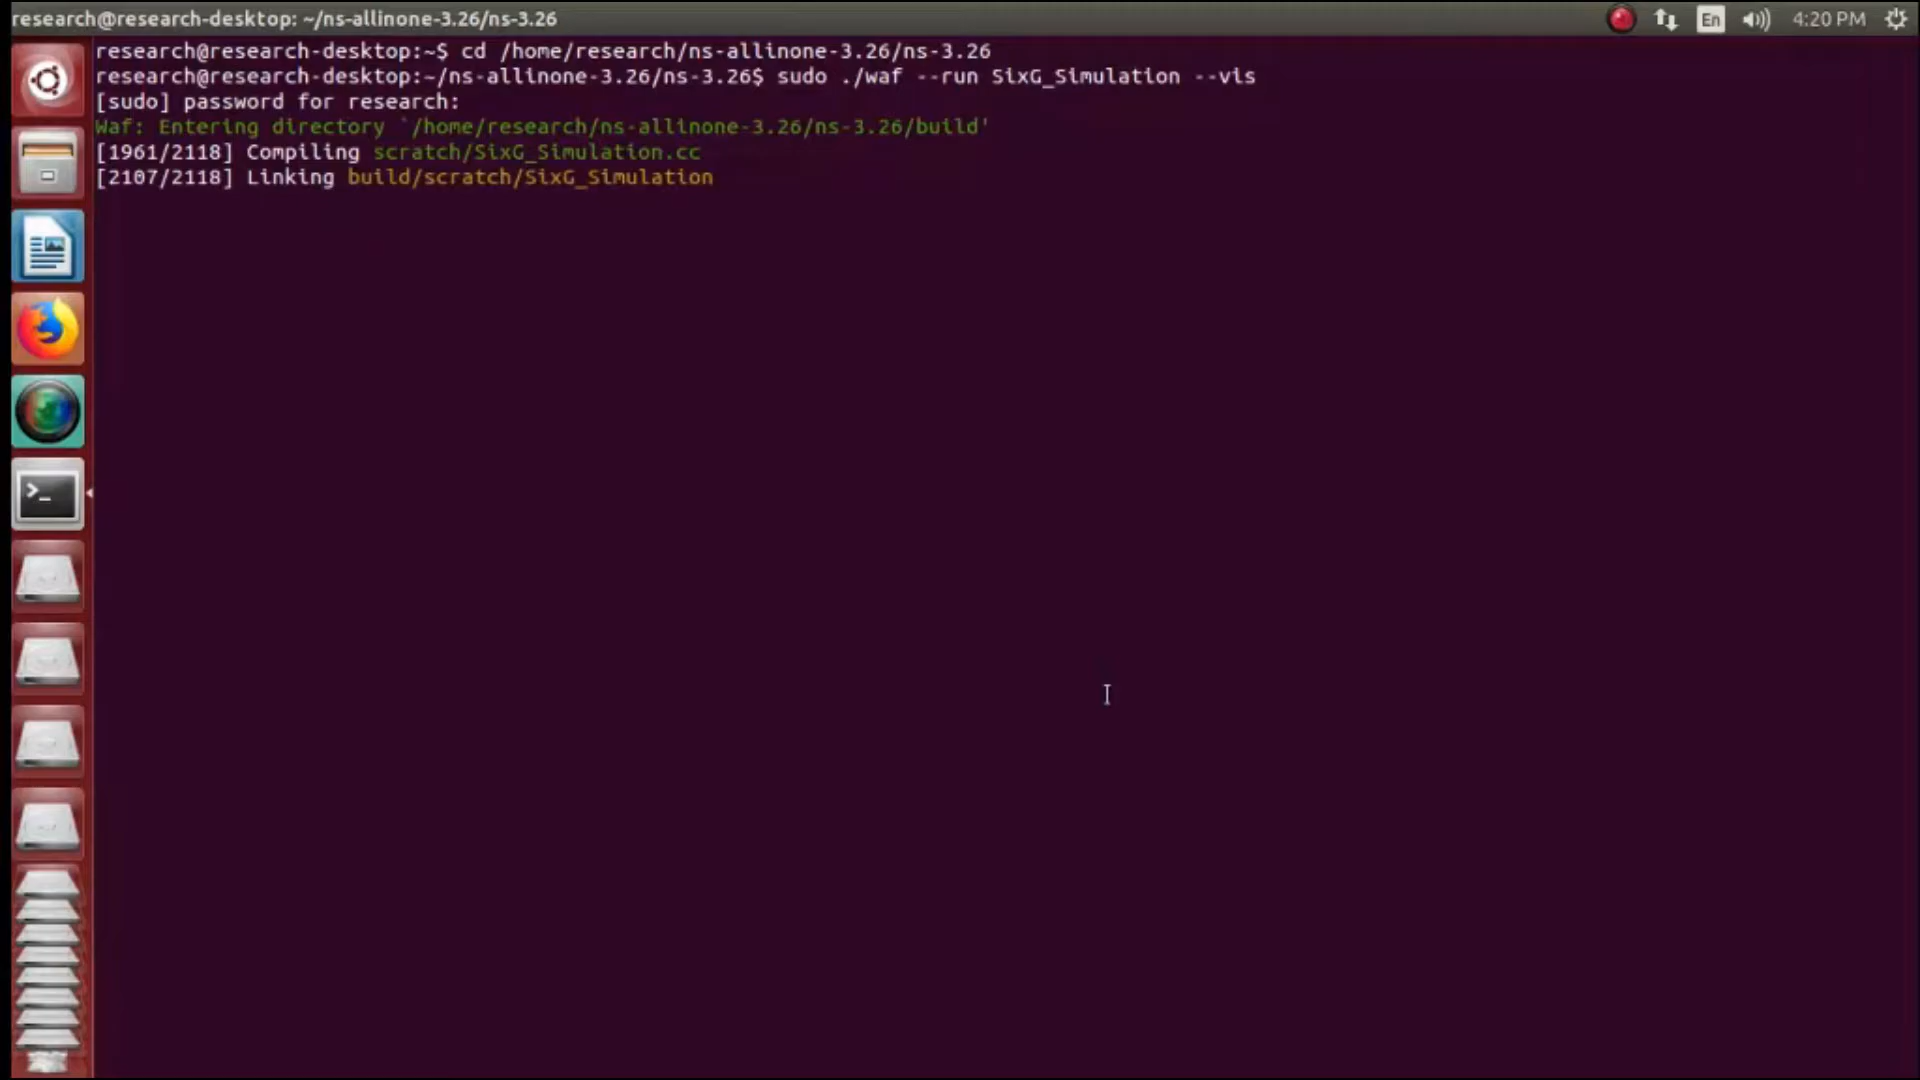 research@research-desktop: ~/ns-allinone-3.26/ns-3.26
En
4:20 PM
research@research-desktop:~$ cd /home/research/ns-allinone-3.26/ns-3.26
research@research-desktop:~/ns-allinone-3.26/ns-3.26$ sudo ./waf --run SixG_Simulation --vis
[sudo] password for research:
Waf: Entering directory `/home/research/ns-allinone-3.26/ns-3.26/build'
[1961/2118] Compiling scratch/SixG_Simulation.cc
[2107/2118] Linking build/scratch/SixG_Simulation